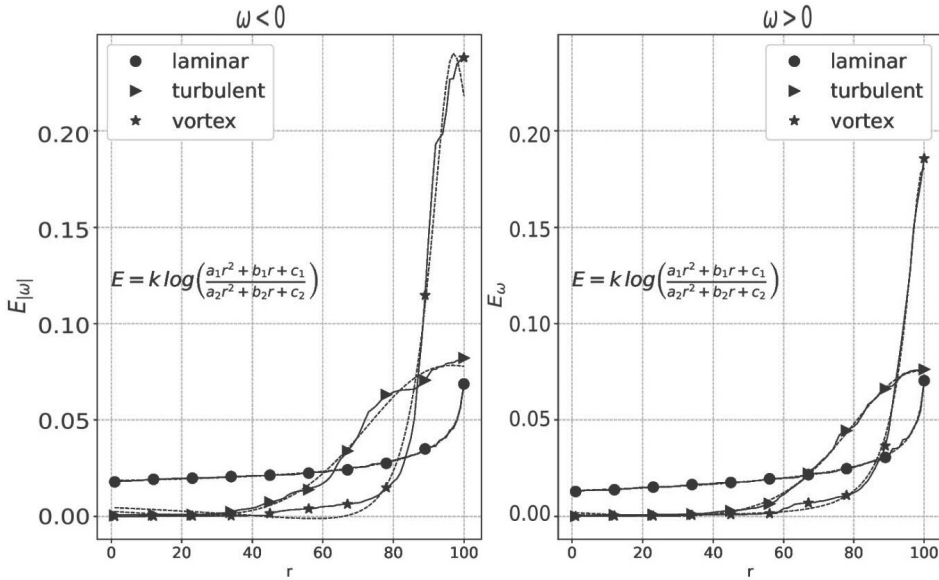 ω < 0
laminar
turbulent
vortex
E = k log(a₁r² + b₁r + c₁ / a₂r² + b₂r + c₂)
E|ω|
0.20
0.15
0.10
0.05
0.00
0 20 40 60 80 100
r
ω > 0
laminar
turbulent
vortex
E = k log(a₁r² + b₁r + c₁ / a₂r² + b₂r + c₂)
Eω
0.20
0.15
0.10
0.05
0.00
0 20 40 60 80 100
r